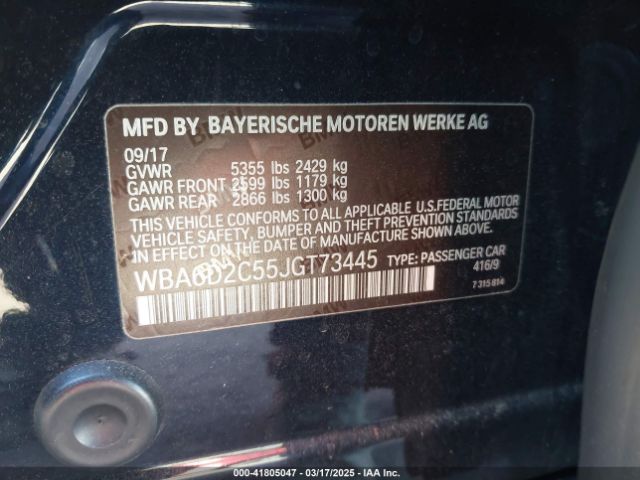 MFD BY BAYERISCHE MOTOREN WERKE AG
09/17
GVWR 5355 lbs 2429 kg
GAWR FRONT 2599 lbs 1179 kg
GAWR REAR 2866 lbs 1300 kg
THIS VEHICLE CONFORMS TO ALL APPLICABLE U.S.FEDERAL MOTOR
VEHICLE SAFETY, BUMPER AND THEFT PREVENTION STANDARDS
IN EFFECT ON THE DATE OF MANUFACTURE SHOWN ABOVE.
WBA6D2C55JGT73445 TYPE: PASSENGER CAR
416/9
7 315 814
000-41805047 — 03/17/2025 — IAA Inc.